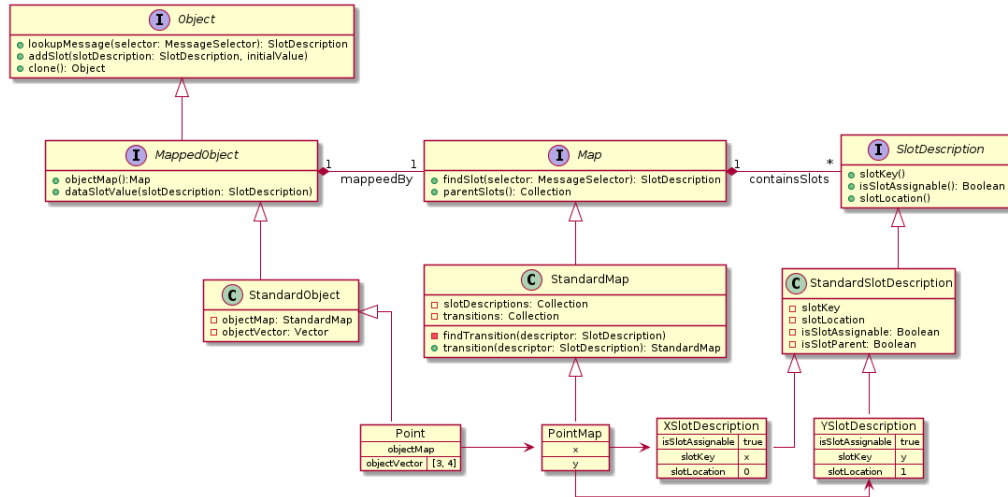 I Object
lookupMessage(selector: MessageSelector): SlotDescription
addSlot(slotDescription: SlotDescription, initialValue)
clone(): Object
I MappedObject
objectMap():Map
dataSlotValue(slotDescription: SlotDescription)
1 1
mappeedBy
I Map
findSlot(selector: MessageSelector): SlotDescription
parentSlots(): Collection
1 *
containsSlots
I SlotDescription
slotKey()
isSlotAssignable(): Boolean
slotLocation()
C StandardObject
objectMap: StandardMap
objectVector: Vector
C StandardMap
slotDescriptions: Collection
transitions: Collection
findTransition(descriptor: SlotDescription)
transition(descriptor: SlotDescription): StandardMap
C StandardSlotDescription
slotKey
slotLocation
isSlotAssignable: Boolean
isSlotParent: Boolean
Point
objectMap
objectVector [3, 4]
PointMap
x
y
XSlotDescription
isSlotAssignable true
slotKey x
slotLocation 0
YSlotDescription
isSlotAssignable true
slotKey y
slotLocation 1